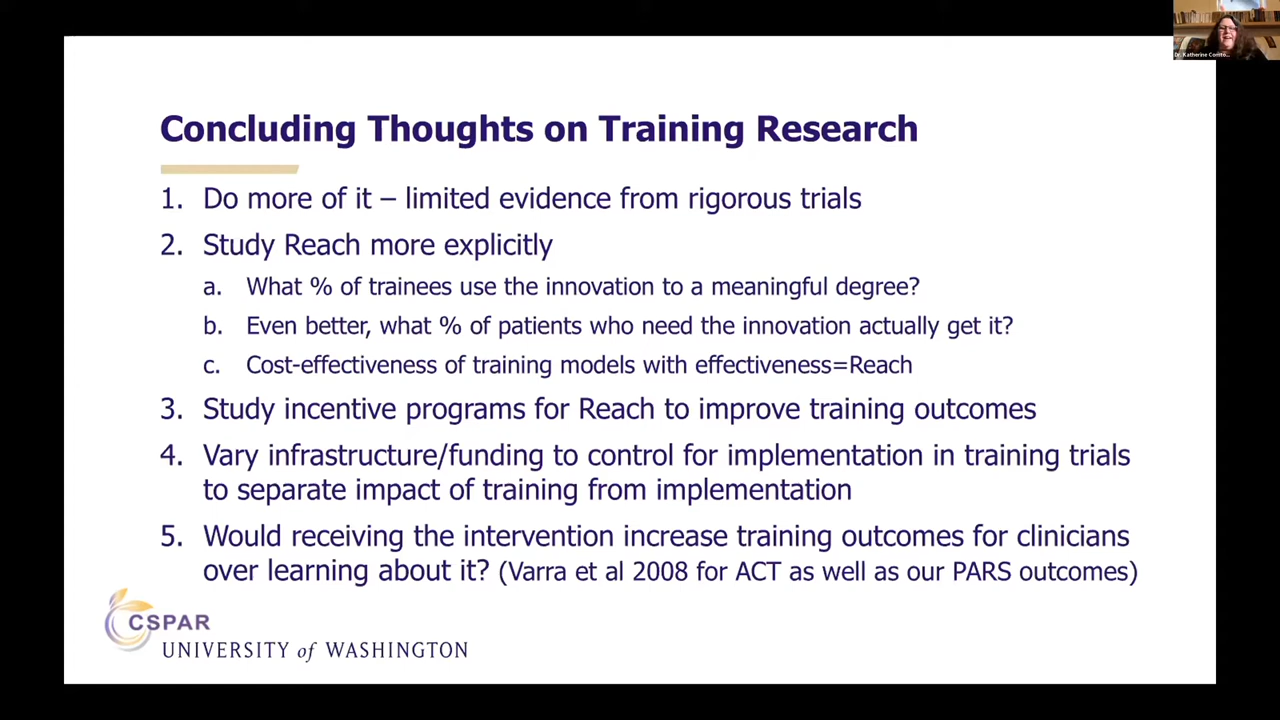 Dr. Katherine Comto...
Concluding Thoughts on Training Research
1. Do more of it – limited evidence from rigorous trials
2. Study Reach more explicitly
a. What % of trainees use the innovation to a meaningful degree?
b. Even better, what % of patients who need the innovation actually get it?
c. Cost-effectiveness of training models with effectiveness=Reach
3. Study incentive programs for Reach to improve training outcomes
4. Vary infrastructure/funding to control for implementation in training trials
to separate impact of training from implementation
5. Would receiving the intervention increase training outcomes for clinicians
over learning about it? (Varra et al 2008 for ACT as well as our PARS outcomes)
CSPAR
UNIVERSITY of WASHINGTON